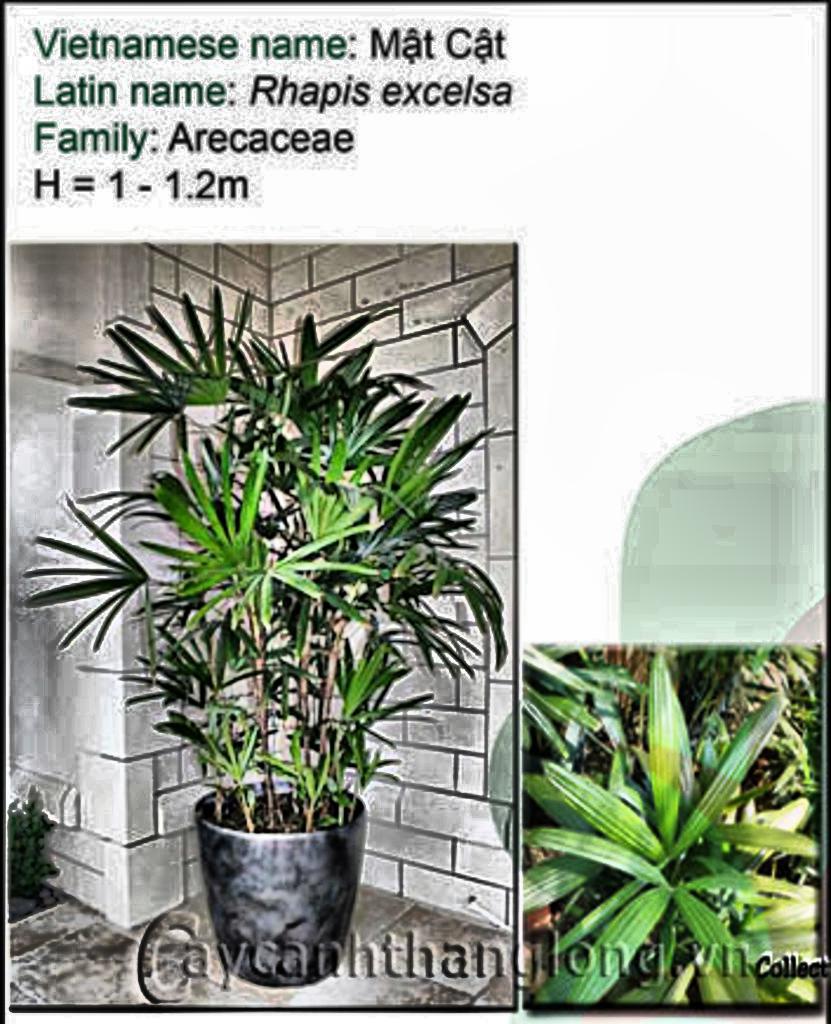 Vietnamese name: Mật Cật
Latin name: Rhapis excelsa
Family: Arecaceae
H = 1 - 1.2m
Caycanhthanglong.vn
Collect